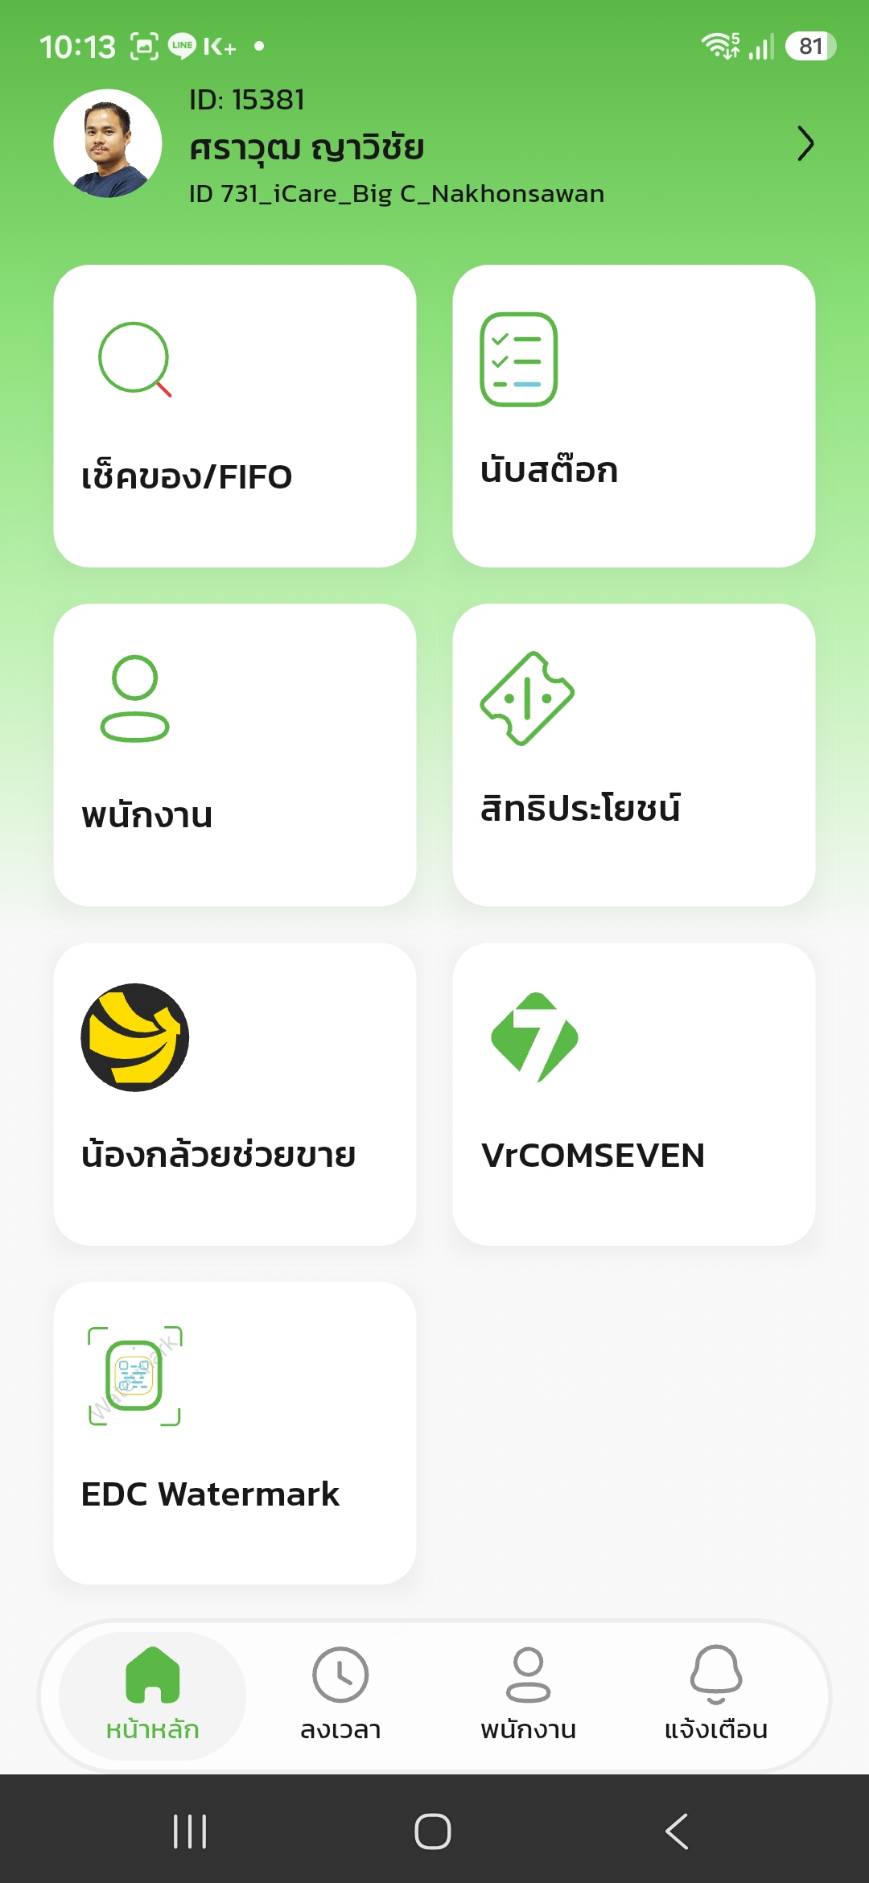 10:13 LINE K+ 5 81
ID: 15381
ศราวุฒ ญาวิชัย
ID 731_iCare_Big C_Nakhonsawan
เช็คของ/FIFO
นับสต๊อก
พนักงาน
สิทธิประโยชน์
น้องกล้วยช่วยขาย
VrCOMSEVEN
Watermark
EDC Watermark
หน้าหลัก
ลงเวลา
พนักงาน
แจ้งเตือน